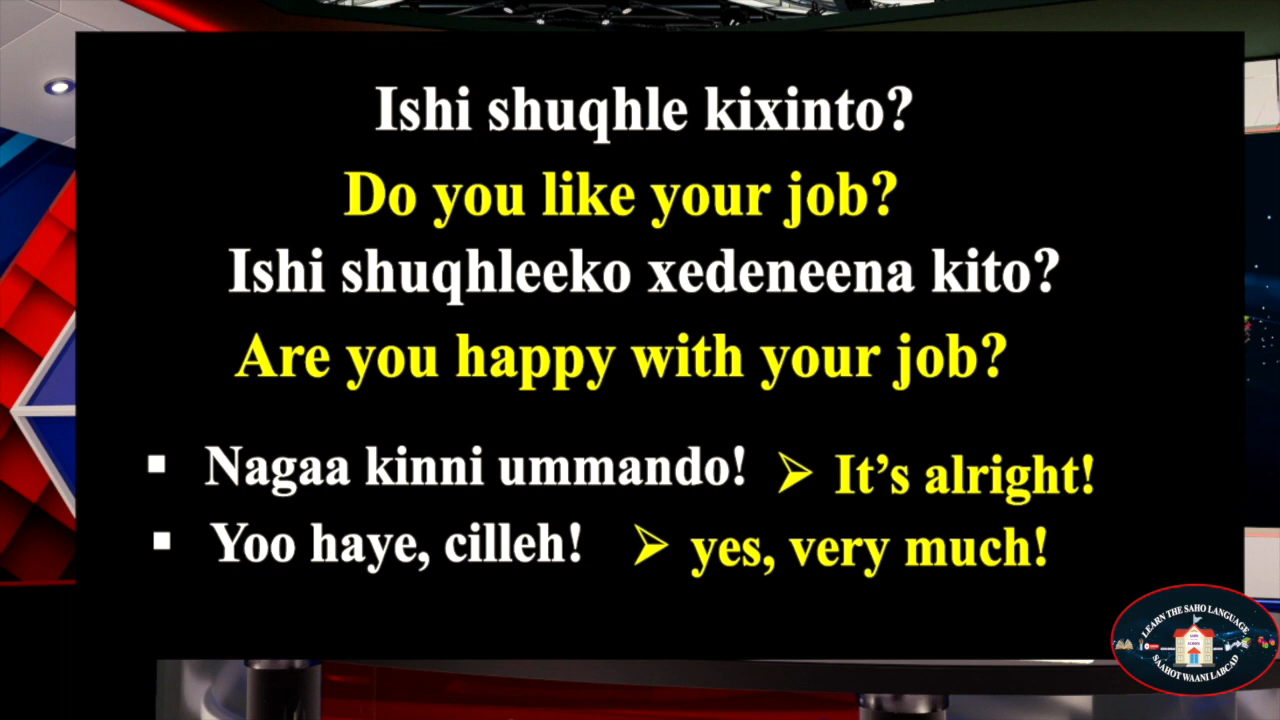 Ishi shuqhle kixinto?
Do you like your job?
Ishi shuqhleeko xedeneena kito?
Are you happy with your job?
▪ Nagaa kinni ummando! ➢ It’s alright!
▪ Yoo haye, cilleh! ➢ yes, very much!
LEARN THE SAHO LANGUAGE
SAAHOT WAANI LABCAD